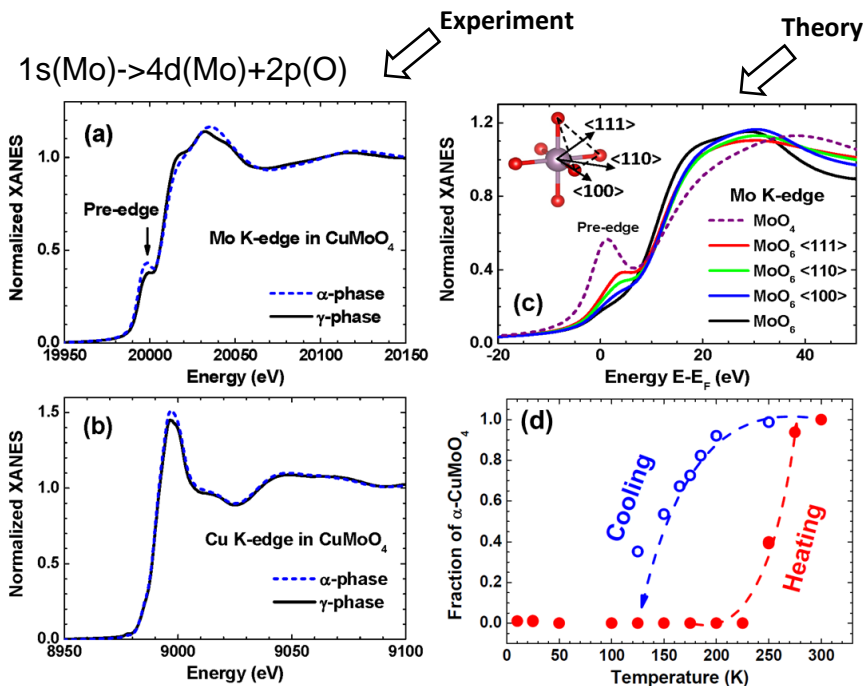 Experiment
Theory
1s(Mo)->4d(Mo)+2p(O)
(a)
Normalized XANES
1.0
0.5
0.0
Pre-edge
Mo K-edge in CuMoO4
α-phase
γ-phase
19950 20000 20050 20100 20150
Energy (eV)
(c)
Normalized XANES
1.2
0.8
0.4
0.0
<111>
<110>
<100>
Pre-edge
Mo K-edge
MoO4
MoO6 <111>
MoO6 <110>
MoO6 <100>
MoO6
-20 0 20 40
Energy E-EF (eV)
(b)
Normalized XANES
1.5
1.0
0.5
0.0
Cu K-edge in CuMoO4
α-phase
γ-phase
8950 9000 9050 9100
Energy (eV)
(d)
Fraction of α-CuMoO4
1.0
0.8
0.6
0.4
0.2
0.0
Cooling
Heating
0 50 100 150 200 250 300
Temperature (K)